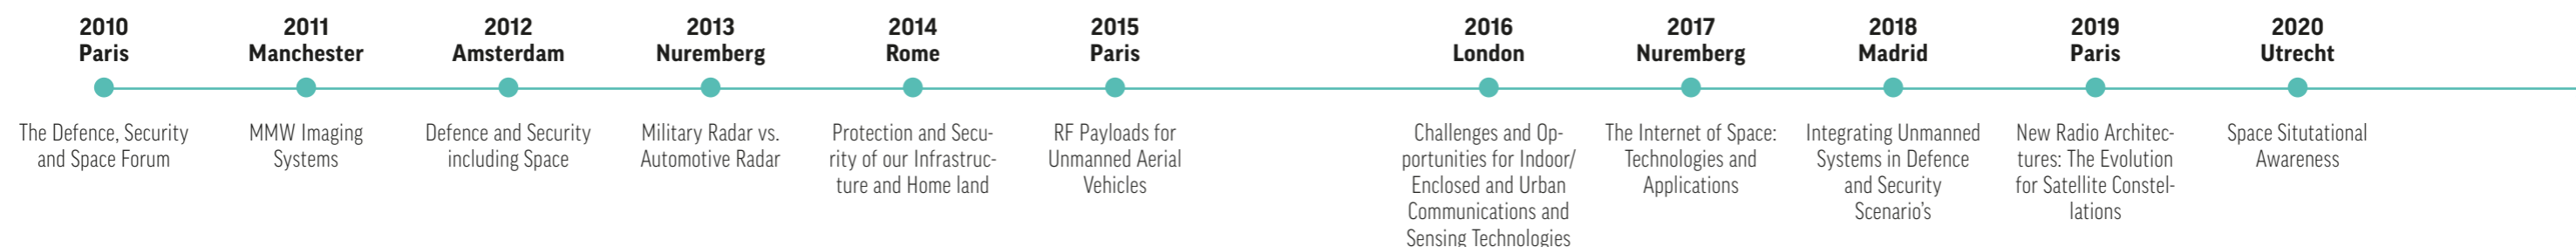 2010
Paris
The Defence, Security
and Space Forum
2011
Manchester
MMW Imaging
Systems
2012
Amsterdam
Defence and Security
including Space
2013
Nuremberg
Military Radar vs.
Automotive Radar
2014
Rome
Protection and Secu-
rity of our Infrastruc-
ture and Home land
2015
Paris
RF Payloads for
Unmanned Aerial
Vehicles
2016
London
Challenges and Op-
portunities for Indoor/
Enclosed and Urban
Communications and
Sensing Technologies
2017
Nuremberg
The Internet of Space:
Technologies and
Applications
2018
Madrid
Integrating Unmanned
Systems in Defence
and Security
Scenario's
2019
Paris
New Radio Architec-
tures: The Evolution
for Satellite Constel-
lations
2020
Utrecht
Space Situtational
Awareness